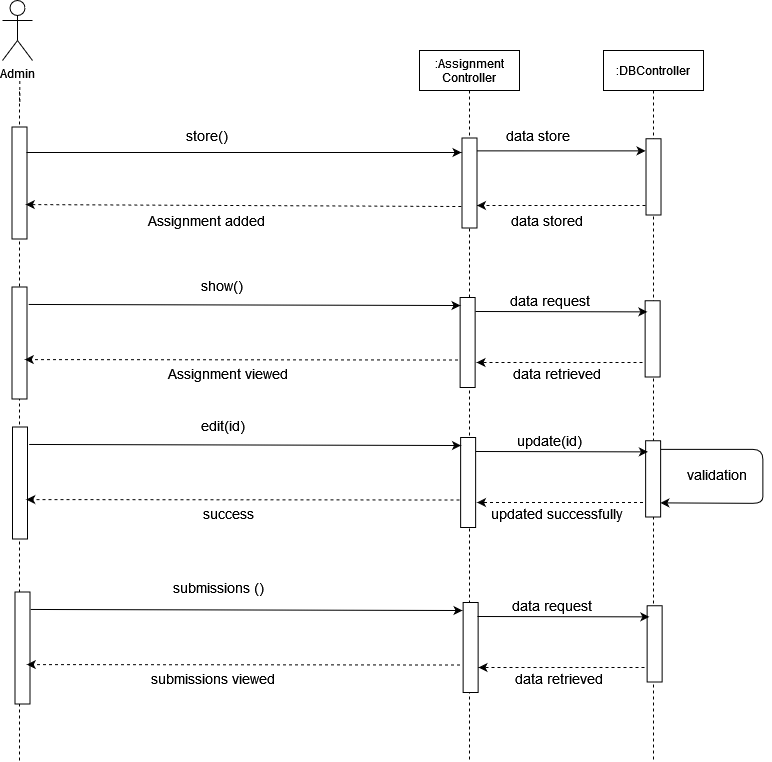 Admin
:Assignment
Controller
:DBController
store()
data store
Assignment added
data stored
show()
data request
Assignment viewed
data retrieved
edit(id)
update(id)
validation
success
updated successfully
submissions ()
data request
submissions viewed
data retrieved